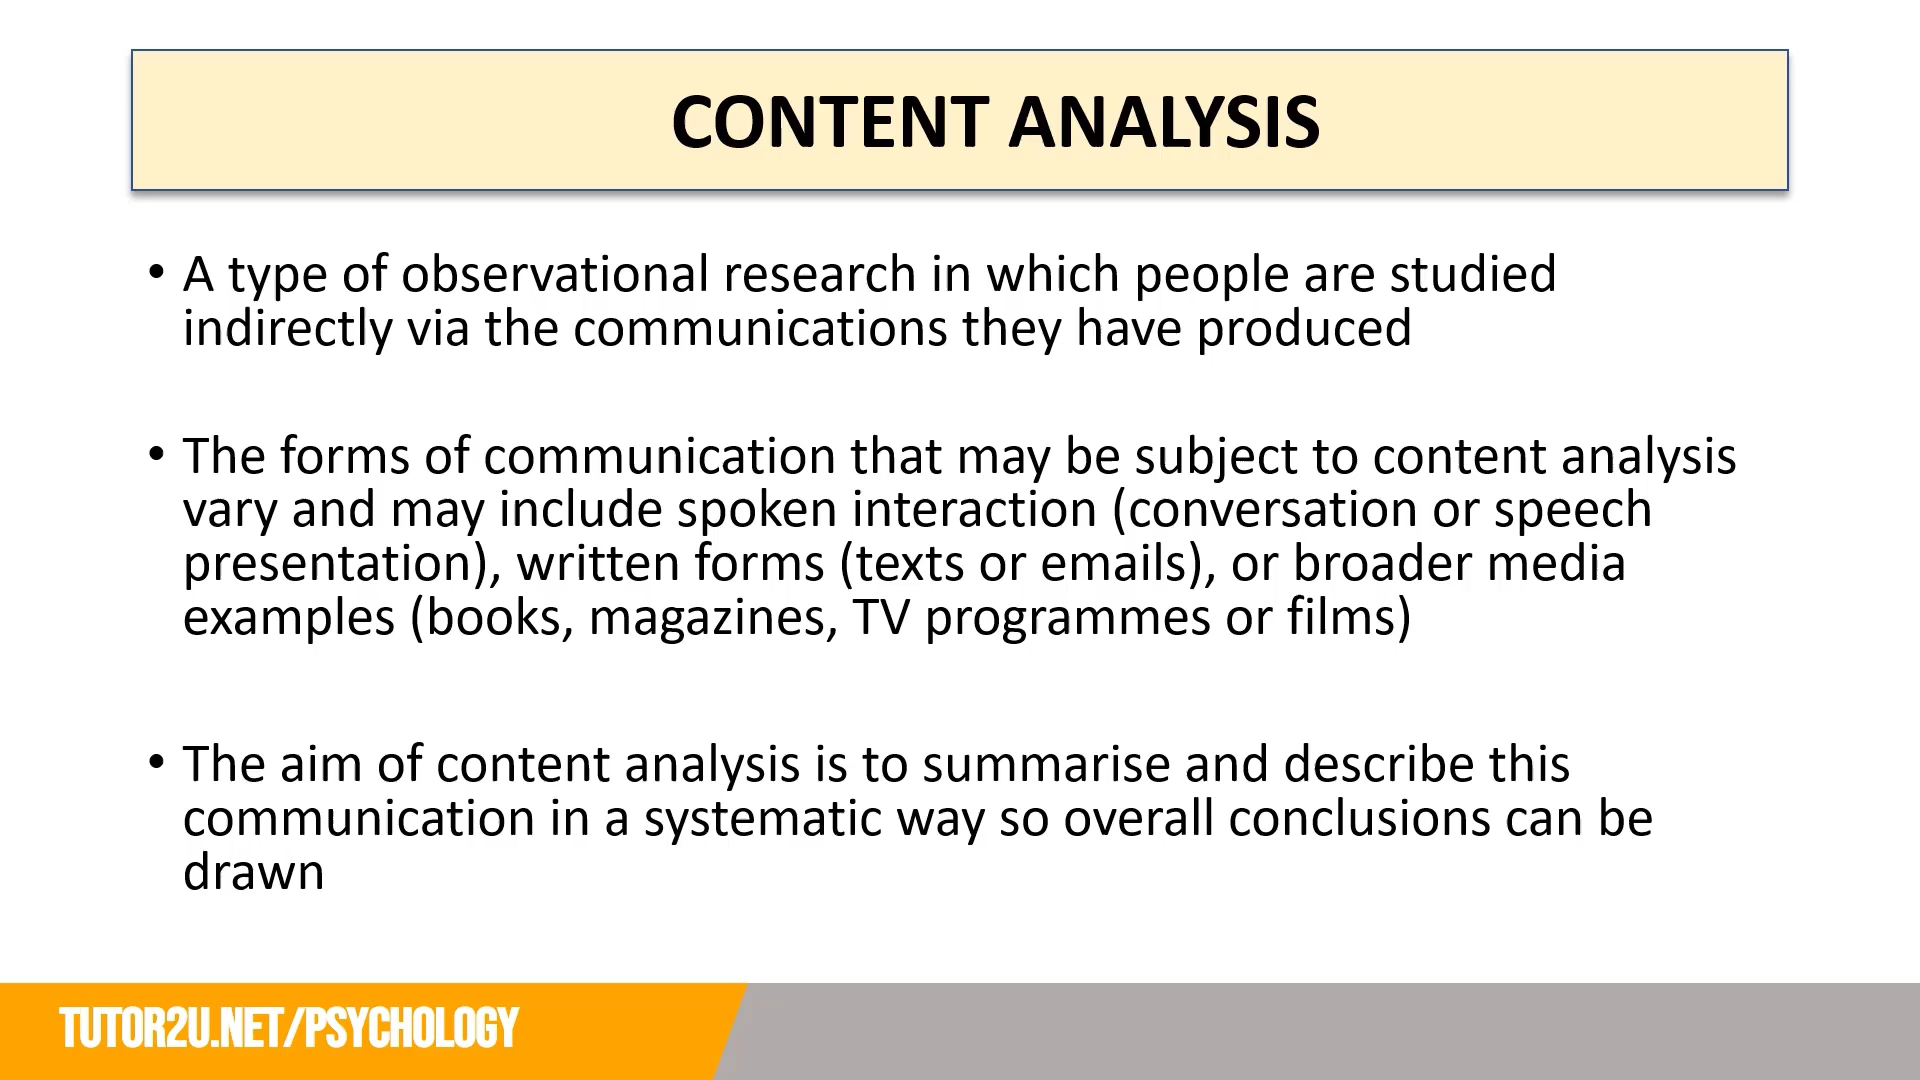 CONTENT ANALYSIS
• A type of observational research in which people are studied
indirectly via the communications they have produced
• The forms of communication that may be subject to content analysis
vary and may include spoken interaction (conversation or speech
presentation), written forms (texts or emails), or broader media
examples (books, magazines, TV programmes or films)
• The aim of content analysis is to summarise and describe this
communication in a systematic way so overall conclusions can be
drawn
TUTOR2U.NET/PSYCHOLOGY